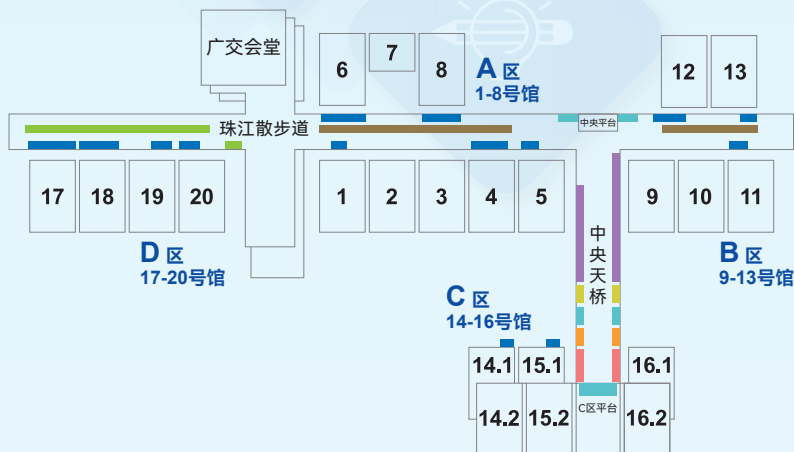 广交会堂
6
7
8
A 区
1-8号馆
12
13
珠江散步道
中央平台
17
18
19
20
1
2
3
4
5
9
10
11
D 区
17-20号馆
中央天桥
B 区
9-13号馆
C 区
14-16号馆
14.1
15.1
16.1
14.2
15.2
C区平台
16.2